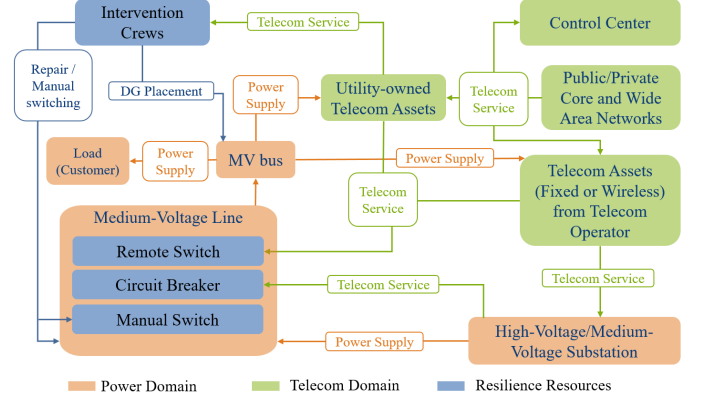 Intervention
Crews
Telecom Service
Control Center
Repair /
Manual
switching
DG Placement
Power
Supply
Utility-owned
Telecom Assets
Telecom
Service
Public/Private
Core and Wide
Area Networks
Load
(Customer)
Power
Supply
MV bus
Power Supply
Telecom Assets
(Fixed or Wireless)
from Telecom
Operator
Telecom
Service
Medium-Voltage Line
Remote Switch
Circuit Breaker
Manual Switch
Telecom Service
Telecom Service
Power Supply
High-Voltage/Medium-
Voltage Substation
Power Domain
Telecom Domain
Resilience Resources